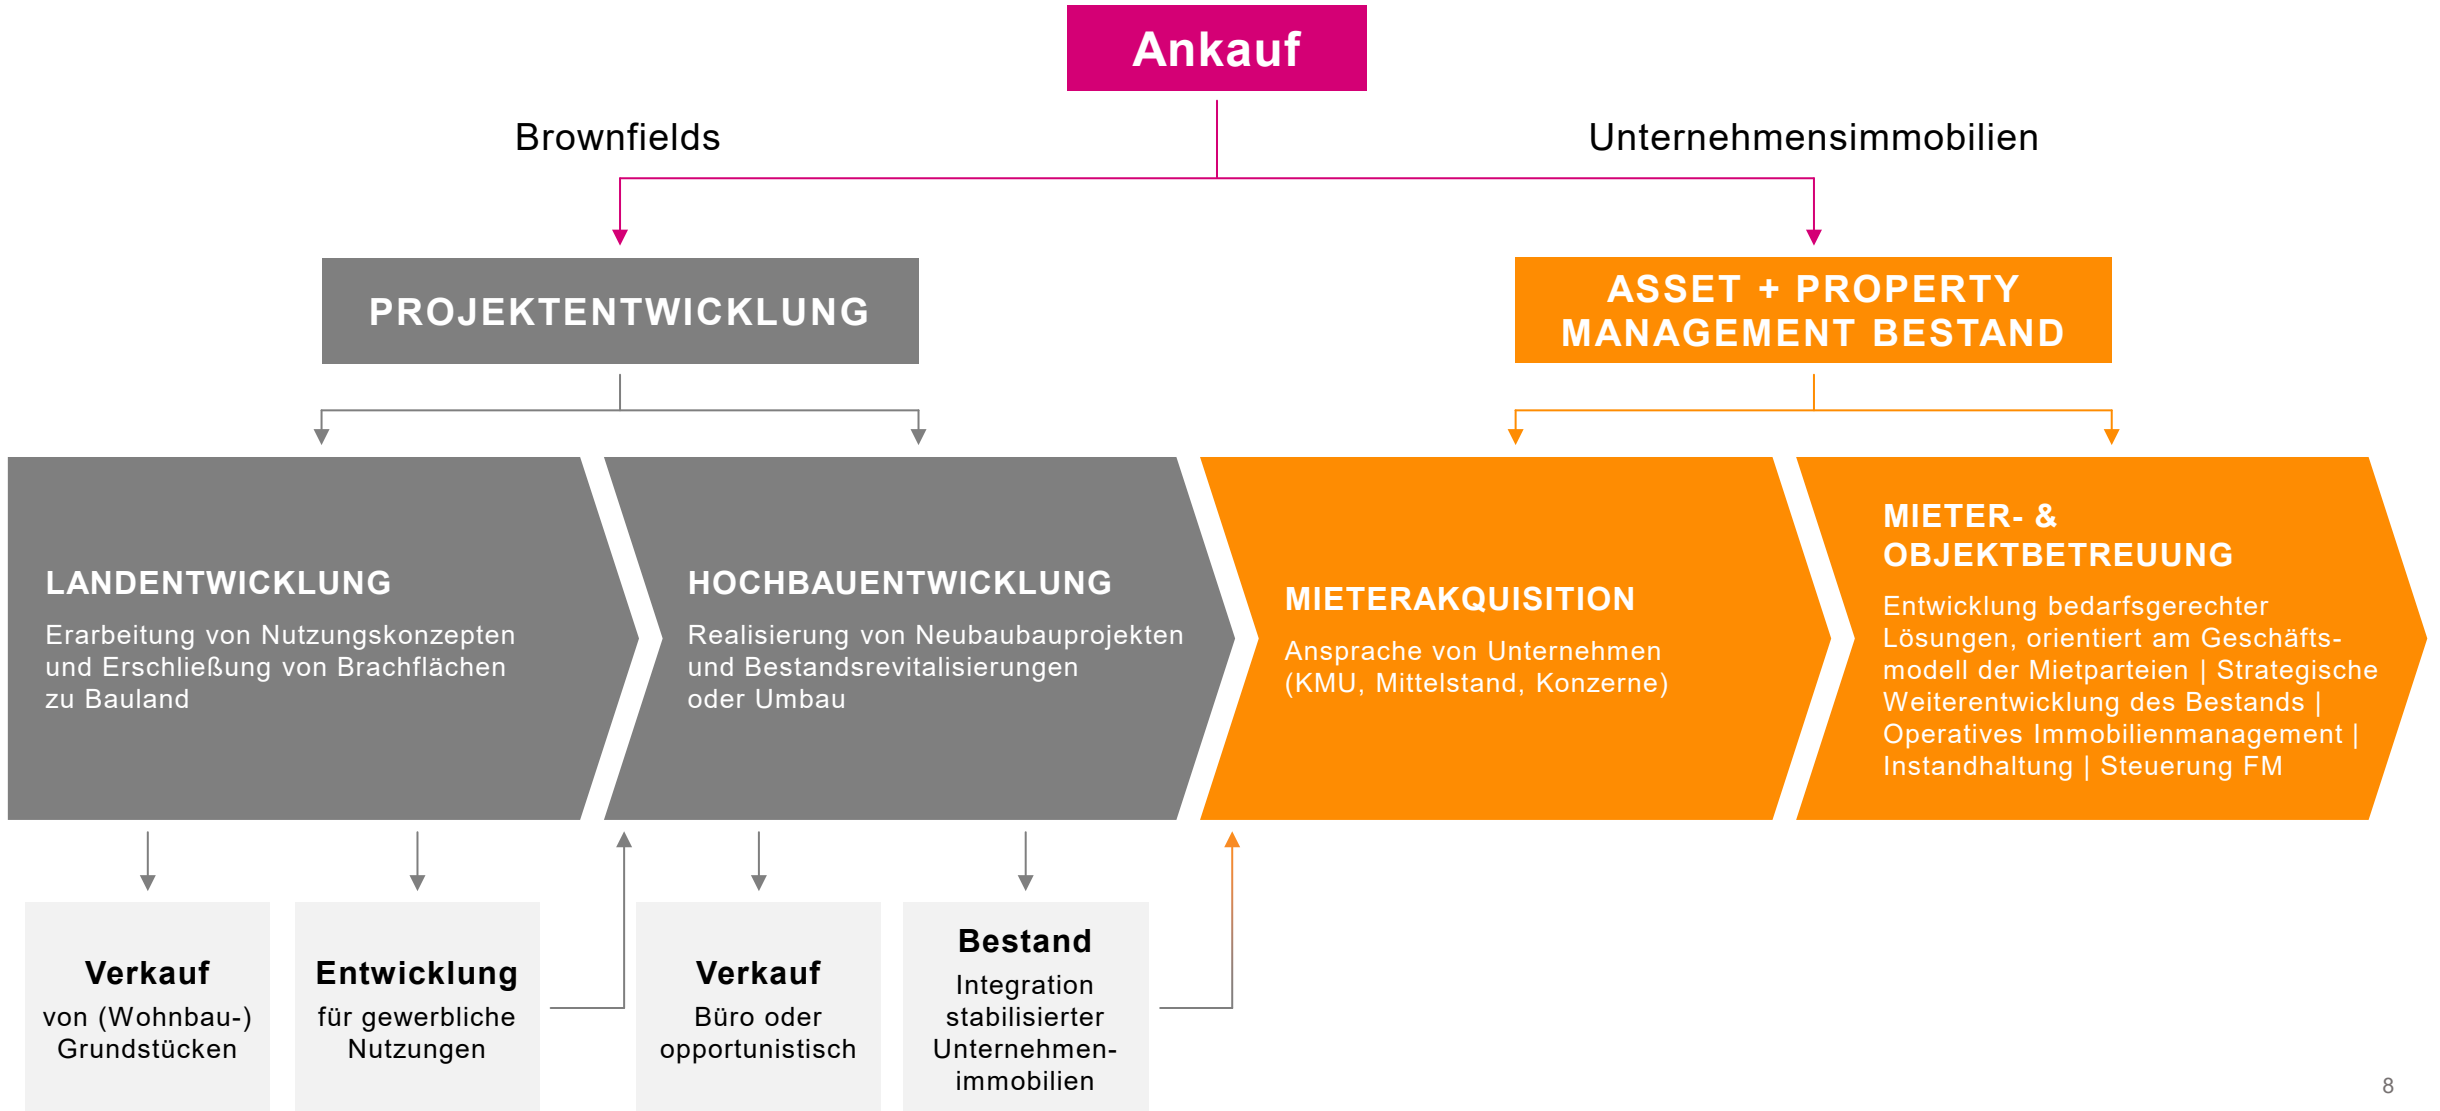 Ankauf
Brownfields
Unternehmensimmobilien
PROJEKTENTWICKLUNG
ASSET + PROPERTY
MANAGEMENT BESTAND
LANDENTWICKLUNG
Erarbeitung von Nutzungskonzepten
und Erschließung von Brachflächen
zu Bauland
HOCHBAUENTWICKLUNG
Realisierung von Neubaubauprojekten
und Bestandsrevitalisierungen
oder Umbau
MIETERAKQUISITION
Ansprache von Unternehmen
(KMU, Mittelstand, Konzerne)
MIETER- &
OBJEKTBETREUUNG
Entwicklung bedarfsgerechter
Lösungen, orientiert am Geschäfts-
modell der Mietparteien | Strategische
Weiterentwicklung des Bestands |
Operatives Immobilienmanagement |
Instandhaltung | Steuerung FM
Verkauf
von (Wohnbau-)
Grundstücken
Entwicklung
für gewerbliche
Nutzungen
Verkauf
Büro oder
opportunistisch
Bestand
Integration
stabilisierter
Unternehmen-
immobilien
8